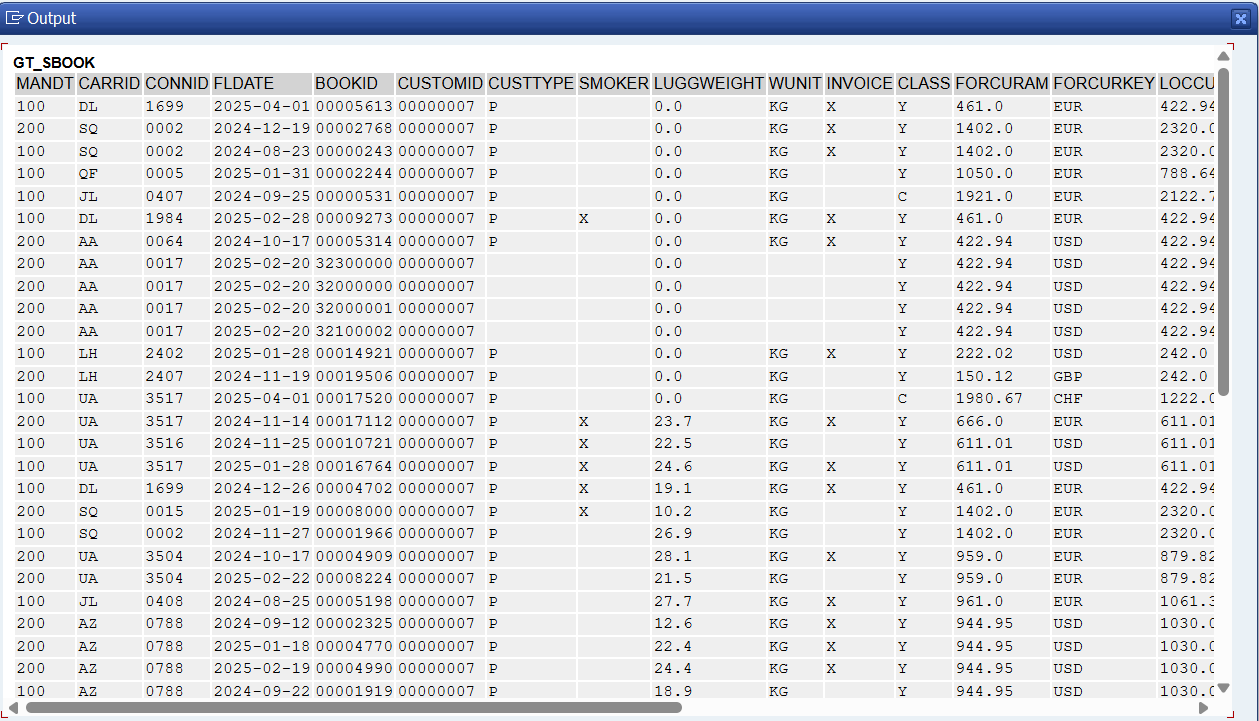 Output
GT_SBOOK
MANDT CARRID CONNID FLDATE BOOKID CUSTOMID CUSTTYPE SMOKER LUGGWEIGHT WUNIT INVOICE CLASS FORCURAM FORCURKEY LOCCU
100 DL 1699 2025-04-01 00005613 00000007 P 0.0 KG X Y 461.0 EUR 422.94
200 SQ 0002 2024-12-19 00002768 00000007 P 0.0 KG X Y 1402.0 EUR 2320.0
100 SQ 0002 2024-08-23 00000243 00000007 P 0.0 KG X Y 1402.0 EUR 2320.0
100 QF 0005 2025-01-31 00002244 00000007 P 0.0 KG Y 1050.0 EUR 788.64
100 JL 0407 2024-09-25 00000531 00000007 P 0.0 KG C 1921.0 EUR 2122.7
100 DL 1984 2025-02-28 00009273 00000007 P X 0.0 KG X Y 461.0 EUR 422.94
200 AA 0064 2024-10-17 00005314 00000007 P 0.0 KG X Y 422.94 USD 422.94
200 AA 0017 2025-02-20 32300000 00000007 0.0 Y 422.94 USD 422.94
200 AA 0017 2025-02-20 32000000 00000007 0.0 Y 422.94 USD 422.94
200 AA 0017 2025-02-20 32000001 00000007 0.0 Y 422.94 USD 422.94
200 AA 0017 2025-02-20 32100002 00000007 0.0 Y 422.94 USD 422.94
100 LH 2402 2025-01-28 00014921 00000007 P 0.0 KG X Y 222.02 USD 242.0
200 LH 2407 2024-11-19 00019506 00000007 P 0.0 KG Y 150.12 GBP 242.0
100 UA 3517 2025-04-01 00017520 00000007 P 0.0 KG C 1980.67 CHF 1222.0
200 UA 3517 2024-11-14 00017112 00000007 P X 23.7 KG X Y 666.0 EUR 611.01
100 UA 3516 2024-11-25 00010721 00000007 P X 22.5 KG Y 611.01 USD 611.01
100 UA 3517 2025-01-28 00016764 00000007 P X 24.6 KG X Y 611.01 USD 611.01
100 DL 1699 2024-12-26 00004702 00000007 P X 19.1 KG X Y 461.0 EUR 422.94
200 SQ 0015 2025-01-19 00008000 00000007 P X 10.2 KG Y 1402.0 EUR 2320.0
100 SQ 0002 2024-11-27 00001966 00000007 P 26.9 KG Y 1402.0 EUR 2320.0
200 UA 3504 2024-10-17 00004909 00000007 P 28.1 KG X Y 959.0 EUR 879.82
200 UA 3504 2025-02-22 00008224 00000007 P 21.5 KG Y 959.0 EUR 879.82
100 JL 0408 2024-08-25 00005198 00000007 P 27.7 KG X Y 961.0 EUR 1061.3
200 AZ 0788 2024-09-12 00002325 00000007 P 12.6 KG X Y 944.95 USD 1030.0
200 AZ 0788 2025-01-18 00004770 00000007 P 22.4 KG X Y 944.95 USD 1030.0
200 AZ 0788 2025-02-19 00004990 00000007 P 24.4 KG X Y 944.95 USD 1030.0
100 AZ 0788 2024-09-22 00001919 00000007 P 18.9 KG Y 944.95 USD 1030.0